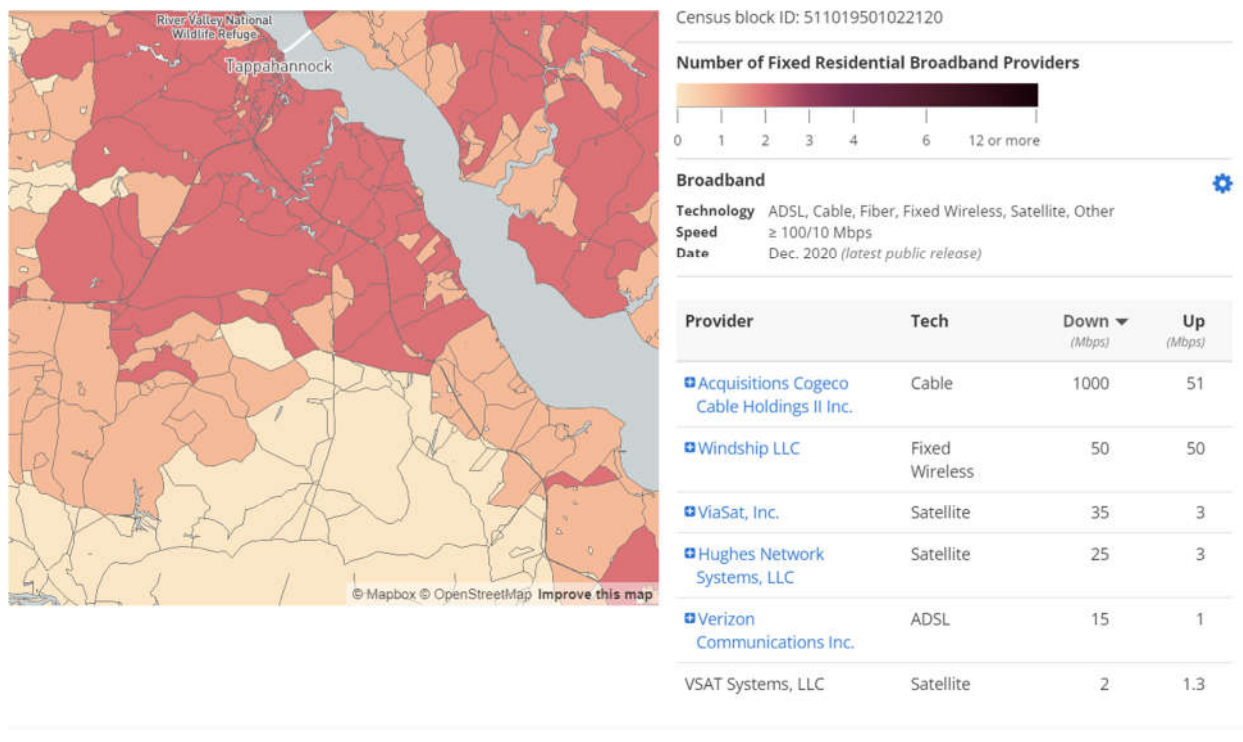 River Valley National
Wildlife Refuge
Tappahannock
© Mapbox © OpenStreetMap Improve this map
Census block ID: 511019501022120
Number of Fixed Residential Broadband Providers
0 1 2 3 4 6 12 or more
Broadband
Technology ADSL, Cable, Fiber, Fixed Wireless, Satellite, Other
Speed ≥ 100/10 Mbps
Date Dec. 2020 (latest public release)
Provider Tech Down Up
(Mbps) (Mbps)
Acquisitions Cogeco Cable 1000 51
Cable Holdings II Inc.
Windship LLC Fixed 50 50
Wireless
ViaSat, Inc. Satellite 35 3
Hughes Network Satellite 25 3
Systems, LLC
Verizon ADSL 15 1
Communications Inc.
VSAT Systems, LLC Satellite 2 1.3